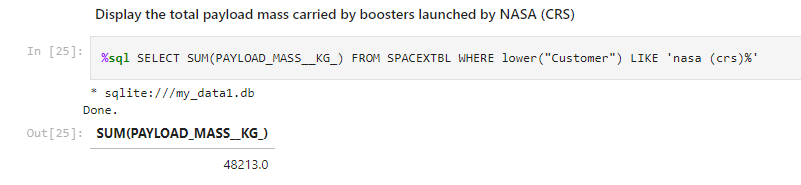 Display the total payload mass carried by boosters launched by NASA (CRS)
In [25]: %sql SELECT SUM(PAYLOAD_MASS__KG_) FROM SPACEXTBL WHERE lower("Customer") LIKE 'nasa (crs)%'
* sqlite:///my_data1.db
Done.
Out[25]: SUM(PAYLOAD_MASS__KG_)
48213.0